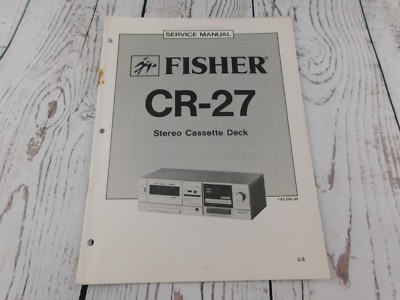 SERVICE MANUAL
FISHER
CR-27
Stereo Cassette Deck
U.S